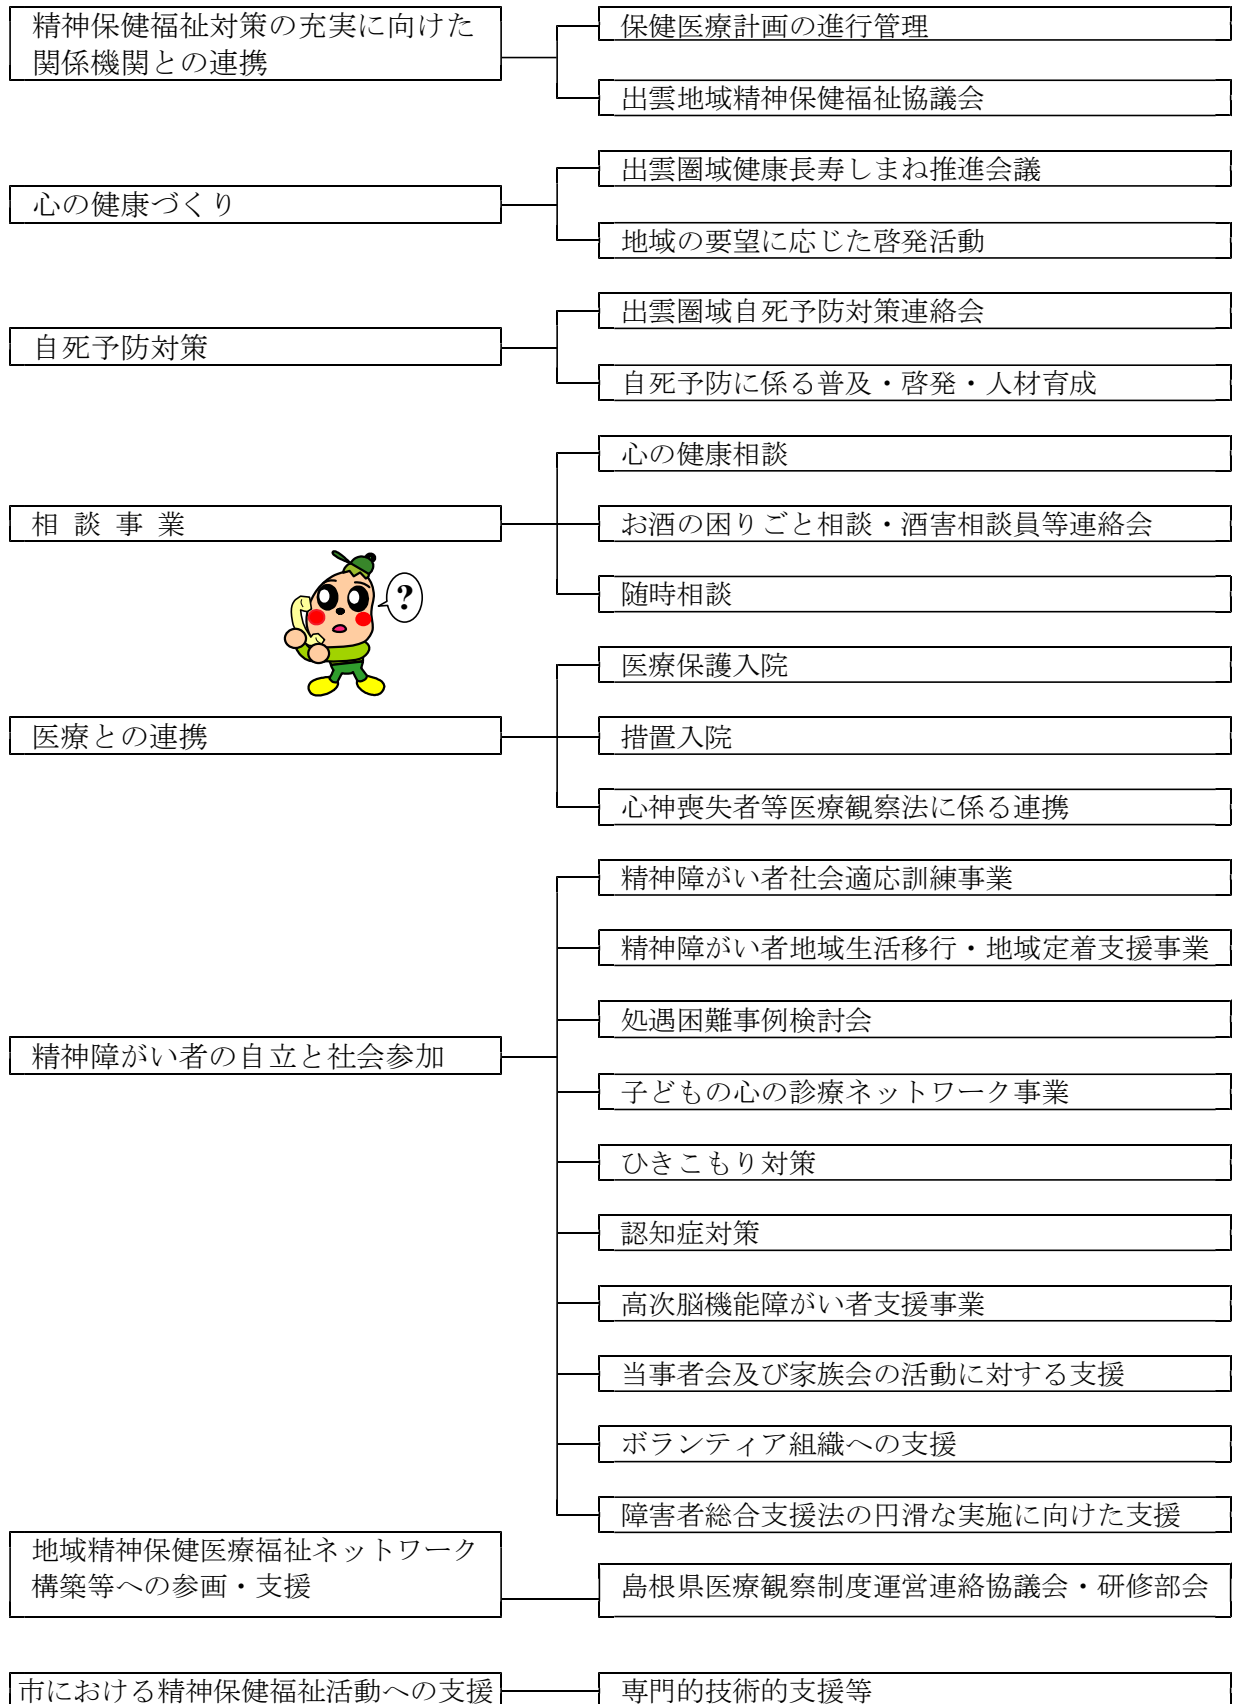 精神保健福祉対策の充実に向けた
関係機関との連携
保健医療計画の進行管理
出雲地域精神保健福祉協議会
心の健康づくり
出雲圏域健康長寿しまね推進会議
地域の要望に応じた啓発活動
自死予防対策
出雲圏域自死予防対策連絡会
自死予防に係る普及・啓発・人材育成
相 談 事 業
心の健康相談
お酒の困りごと相談・酒害相談員等連絡会
随時相談
?
医療との連携
医療保護入院
措置入院
心神喪失者等医療観察法に係る連携
精神障がい者の自立と社会参加
精神障がい者社会適応訓練事業
精神障がい者地域生活移行・地域定着支援事業
処遇困難事例検討会
子どもの心の診療ネットワーク事業
ひきこもり対策
認知症対策
高次脳機能障がい者支援事業
当事者会及び家族会の活動に対する支援
ボランティア組織への支援
障害者総合支援法の円滑な実施に向けた支援
地域精神保健医療福祉ネットワーク
構築等への参画・支援
島根県医療観察制度運営連絡協議会・研修部会
市における精神保健福祉活動への支援
専門的技術的支援等